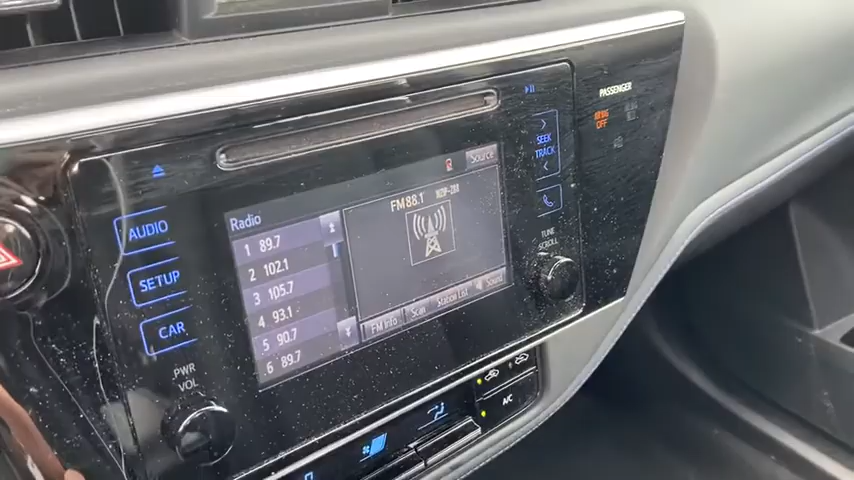 PASSENGER
OFF
SEEK
TRACK
Source
FM 88.1
Radio
AUDIO
1 89.7
2 102.1
3 105.7
4 93.1
5 90.7
6 89.7
SETUP
CAR
TUNE
SCROLL
FM Info
Scan
Station List
Sound
PWR
VOL
A/C